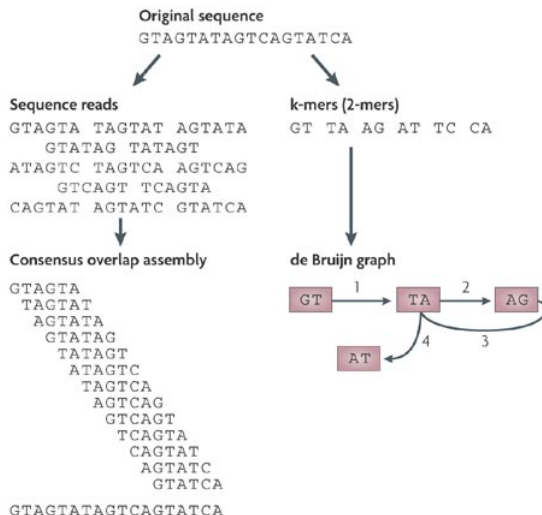 Original sequence
GTAGTATAGTCAGTATCA
Sequence reads
GTAGTA TAGTAT AGTATA
GTATAG TATAGT
ATAGTC TAGTCA AGTCAG
GTCAGT TCAGTA
CAGTAT AGTATC GTATCA
k-mers (2-mers)
GT TA AG AT TC CA
Consensus overlap assembly
GTAGTA
TAGTAT
AGTATA
GTATAG
TATAGT
ATAGTC
TAGTCA
AGTCAG
GTCAGT
TCAGTA
CAGTAT
AGTATC
GTATCA
GTAGTATAGTCAGTATCA
de Bruijn graph
GT 1 TA 2 AG
4 3
AT